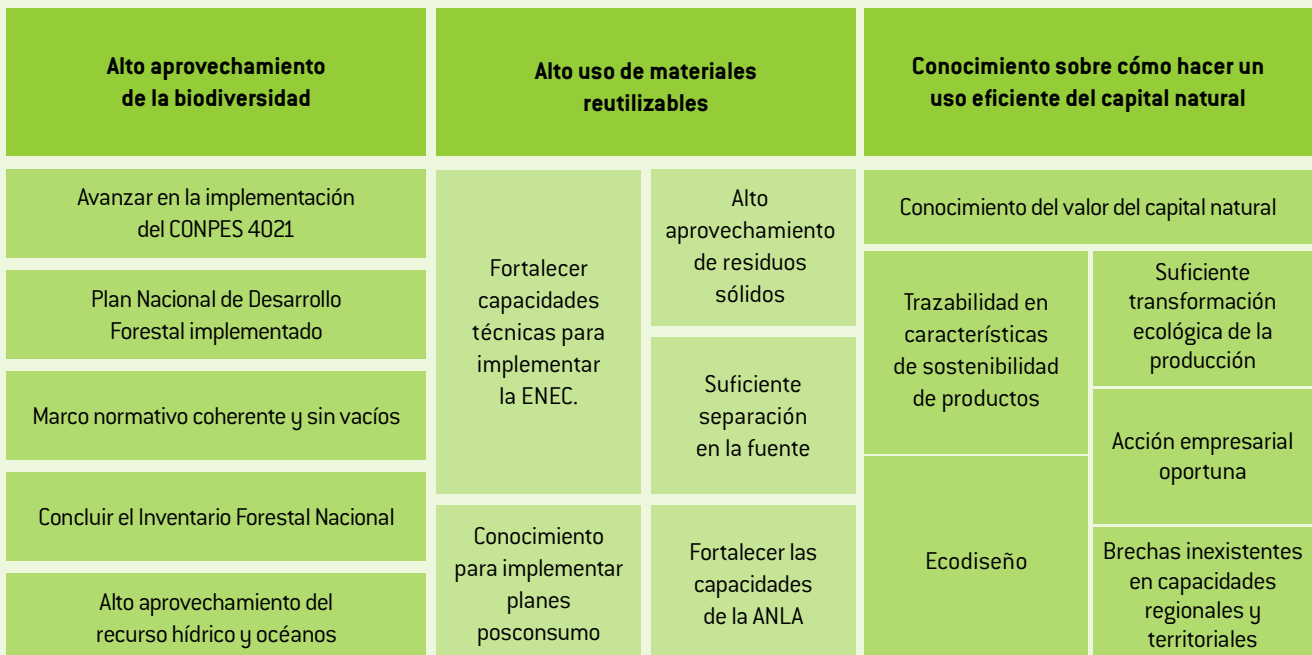 Alto aprovechamiento
de la biodiversidad
Avanzar en la implementación
del CONPES 4021
Plan Nacional de Desarrollo
Forestal implementado
Marco normativo coherente y sin vacíos
Concluir el Inventario Forestal Nacional
Alto aprovechamiento del
recurso hídrico y océanos
Alto uso de materiales
reutilizables
Fortalecer
capacidades
técnicas para
implementar
la ENEC.
Conocimiento
para implementar
planes
posconsumo
Alto
aprovechamiento
de residuos
sólidos
Suficiente
separación
en la fuente
Fortalecer las
capacidades
de la ANLA
Conocimiento sobre cómo hacer un
uso eficiente del capital natural
Conocimiento del valor del capital natural
Trazabilidad en
características
de sostenibilidad
de productos
Ecodiseño
Suficiente
transformación
ecológica de la
producción
Acción empresarial
oportuna
Brechas inexistentes
en capacidades
regionales y
territoriales